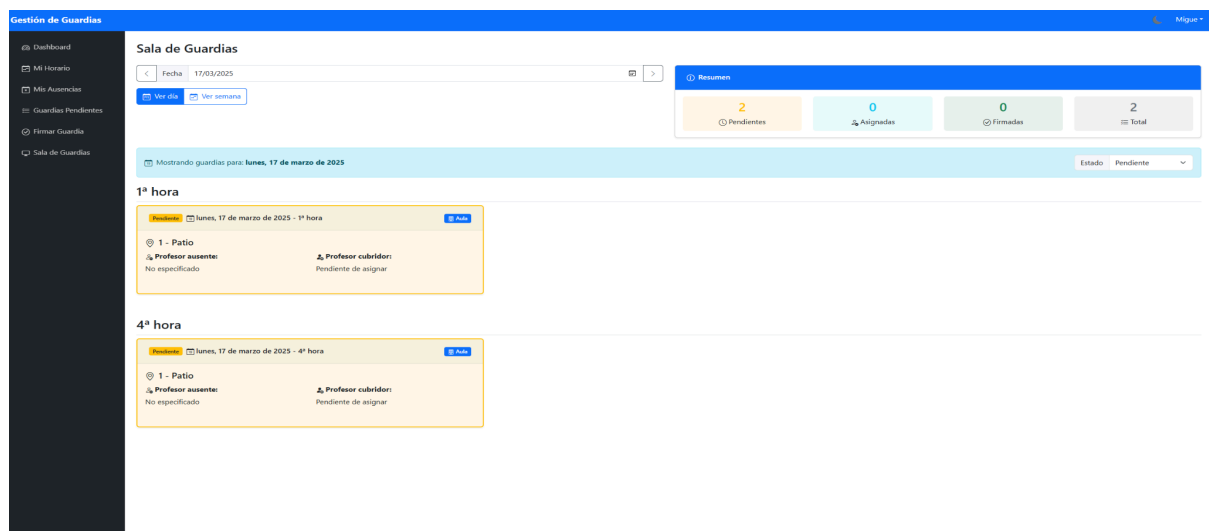 Gestión de Guardias
Migue
Dashboard
Mi Horario
Mis Ausencias
Guardias Pendientes
Firmar Guardia
Sala de Guardias
Sala de Guardias
Fecha 17/03/2025
Ver día Ver semana
Resumen
2 0 0 2
Pendientes Asignadas Firmadas Total
Mostrando guardias para: lunes, 17 de marzo de 2025
Estado Pendiente
1ª hora
Pendiente lunes, 17 de marzo de 2025 - 1ª hora Aula
1 - Patio
Profesor ausente: Profesor cubridor:
No especificado Pendiente de asignar
4ª hora
Pendiente lunes, 17 de marzo de 2025 - 4ª hora Aula
1 - Patio
Profesor ausente: Profesor cubridor:
No especificado Pendiente de asignar